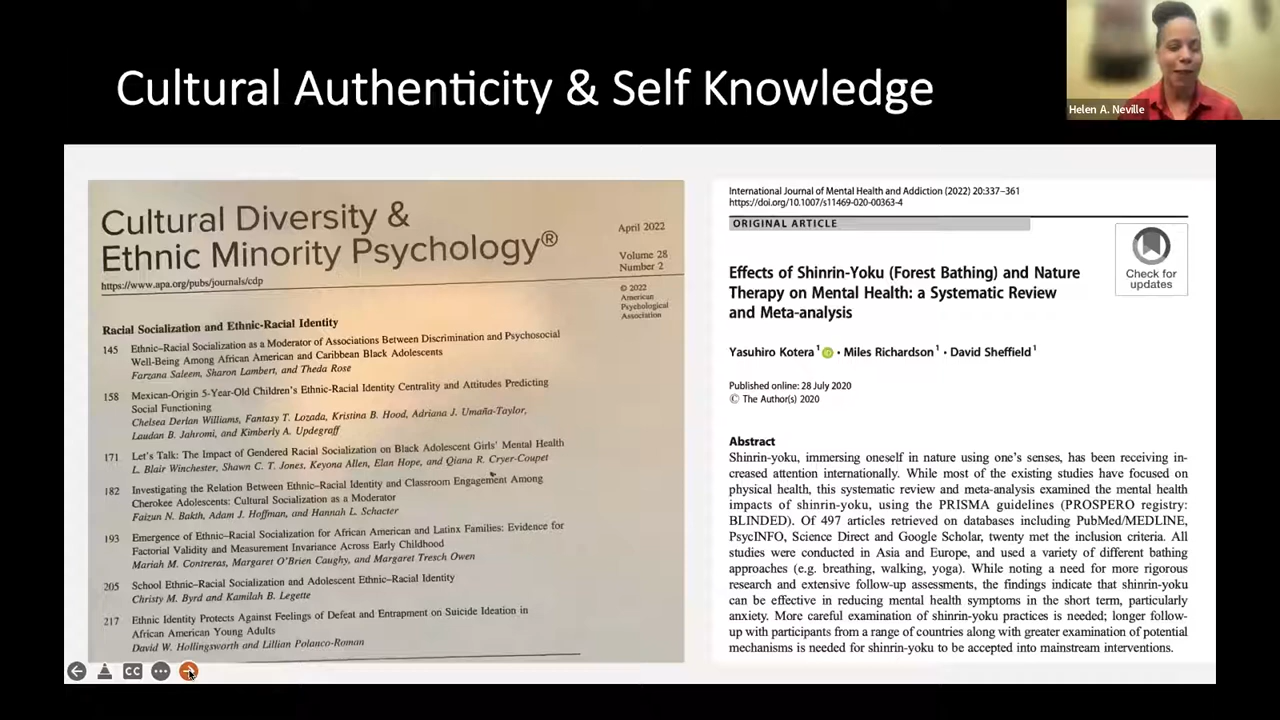 Cultural Authenticity & Self Knowledge
Helen A. Neville
Cultural Diversity &
Ethnic Minority Psychology®
https://www.apa.org/pubs/journals/cdp
April 2022
Volume 28
Number 2
© 2022
American
Psychological
Association
Racial Socialization and Ethnic-Racial Identity
145 Ethnic–Racial Socialization as a Moderator of Associations Between Discrimination and Psychosocial
Well-Being Among African American and Caribbean Black Adolescents
Farzana Saleem, Sharon Lambert, and Theda Rose
158 Mexican-Origin 5-Year-Old Children's Ethnic-Racial Identity Centrality and Attitudes Predicting
Social Functioning
Chelsea Derlan Williams, Fantasy T. Lozada, Kristina B. Hood, Adriana J. Umaña-Taylor,
Laudan B. Jahromi, and Kimberly A. Updegraff
171 Let's Talk: The Impact of Gendered Racial Socialization on Black Adolescent Girls' Mental Health
L. Blair Winchester, Shawn C. T. Jones, Keyona Allen, Elan Hope, and Qiana R. Cryer-Coupet
182 Investigating the Relation Between Ethnic–Racial Identity and Classroom Engagement Among
Cherokee Adolescents: Cultural Socialization as a Moderator
Faizun N. Bakth, Adam J. Hoffman, and Hannah L. Schacter
193 Emergence of Ethnic-Racial Socialization for African American and Latinx Families: Evidence for
Factorial Validity and Measurement Invariance Across Early Childhood
Mariah M. Contreras, Margaret O'Brien Caughy, and Margaret Tresch Owen
205 School Ethnic–Racial Socialization and Adolescent Ethnic–Racial Identity
Christy M. Byrd and Kamilah B. Legette
217 Ethnic Identity Protects Against Feelings of Defeat and Entrapment on Suicide Ideation in
African American Young Adults
David W. Hollingsworth and Lillian Polanco-Roman
International Journal of Mental Health and Addiction (2022) 20:337–361
https://doi.org/10.1007/s11469-020-00363-4
ORIGINAL ARTICLE
Check for
updates
Effects of Shinrin-Yoku (Forest Bathing) and Nature
Therapy on Mental Health: a Systematic Review
and Meta-analysis
Yasuhiro Kotera 1 · Miles Richardson 1 · David Sheffield 1
Published online: 28 July 2020
© The Author(s) 2020
Abstract
Shinrin-yoku, immersing oneself in nature using one's senses, has been receiving in-
creased attention internationally. While most of the existing studies have focused on
physical health, this systematic review and meta-analysis examined the mental health
impacts of shinrin-yoku, using the PRISMA guidelines (PROSPERO registry:
BLINDED). Of 497 articles retrieved on databases including PubMed/MEDLINE,
PsycINFO, Science Direct and Google Scholar, twenty met the inclusion criteria. All
studies were conducted in Asia and Europe, and used a variety of different bathing
approaches (e.g. breathing, walking, yoga). While noting a need for more rigorous
research and extensive follow-up assessments, the findings indicate that shinrin-yoku
can be effective in reducing mental health symptoms in the short term, particularly
anxiety. More careful examination of shinrin-yoku practices is needed; longer follow-
up with participants from a range of countries along with greater examination of potential
mechanisms is needed for shinrin-yoku to be accepted into mainstream interventions.
CC